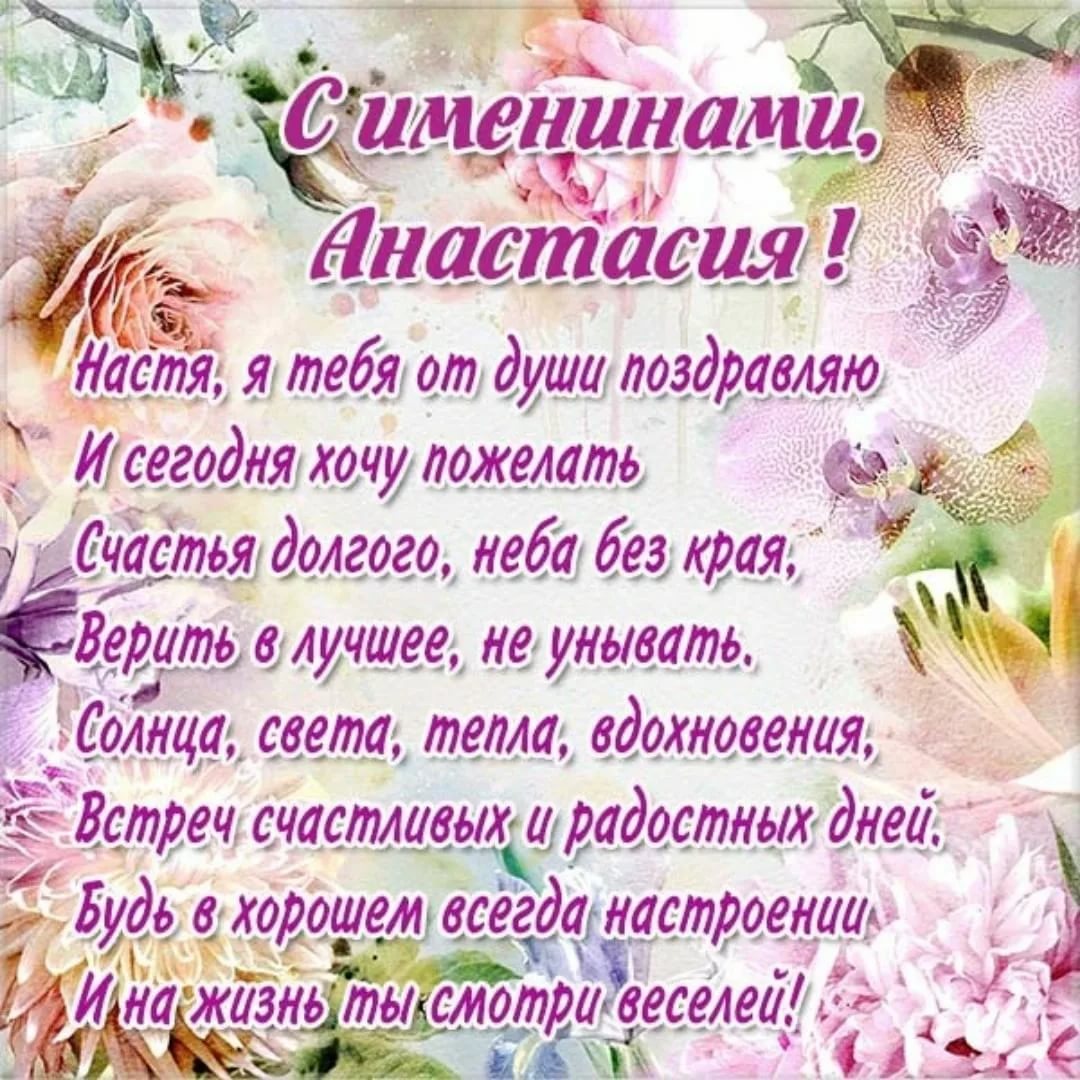 С именинами,
Анастасия!
Настя, я тебя от души поздравляю
И сегодня хочу пожелать
Счастья долгого, неба без края,
Верить в лучшее, не унывать.
Солнца, света, тепла, вдохновения,
Встреч счастливых и радостных дней.
Будь в хорошем всегда настроении
И на жизнь ты смотри веселей!